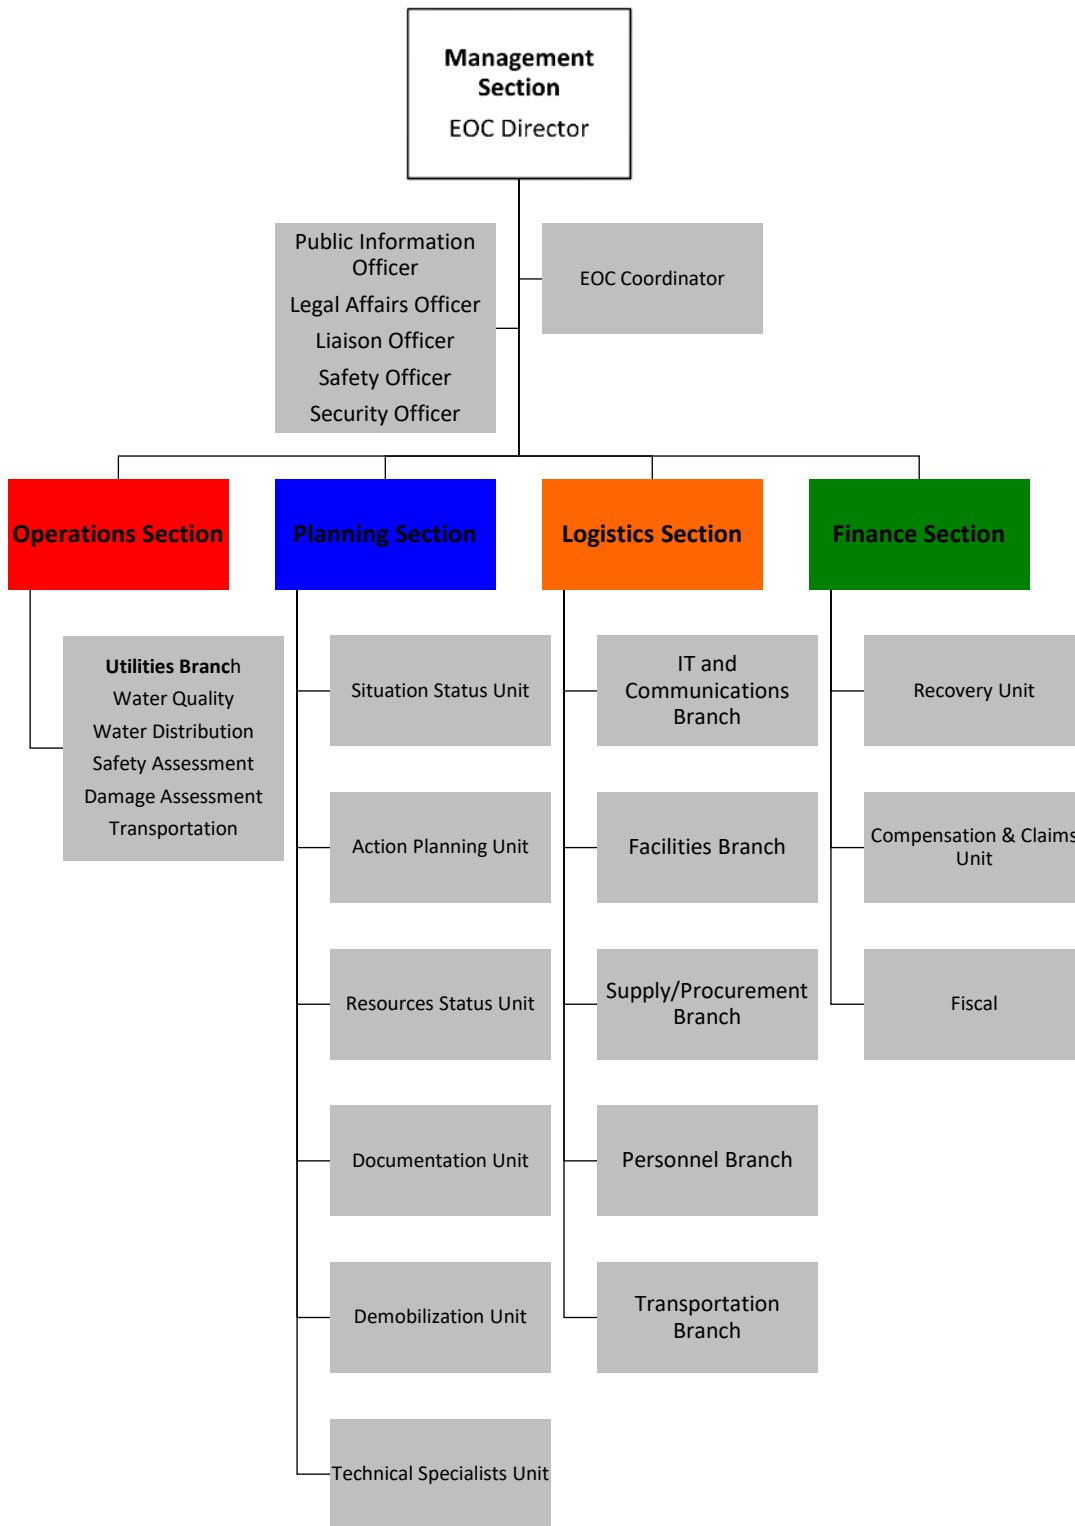 Management
Section
EOC Director
Public Information
Officer
Legal Affairs Officer
Liaison Officer
Safety Officer
Security Officer
EOC Coordinator
Operations Section
Planning Section
Logistics Section
Finance Section
Utilities Branch
Water Quality
Water Distribution
Safety Assessment
Damage Assessment
Transportation
Situation Status Unit
Action Planning Unit
Resources Status Unit
Documentation Unit
Demobilization Unit
Technical Specialists Unit
IT and
Communications
Branch
Facilities Branch
Supply/Procurement
Branch
Personnel Branch
Transportation
Branch
Recovery Unit
Compensation & Claims
Unit
Fiscal